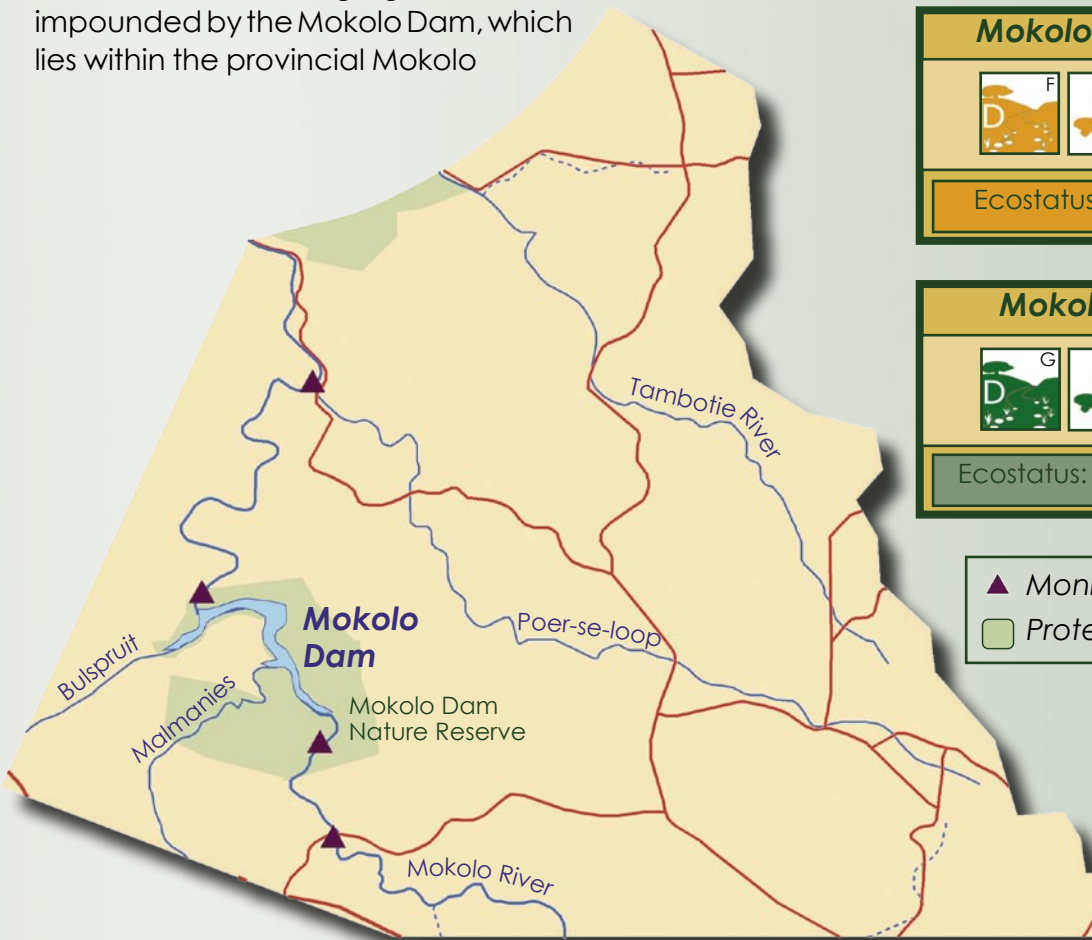 impounded by the Mokolo Dam, which
lies within the provincial Mokolo
Mokolo
F
D
Ecostatus
Mokol
G
D
Ecostatus:
Tambotie River
Poer-se-loop
Mokolo
Dam
Bulspruit
Malmanies
Mokolo Dam
Nature Reserve
Mokolo River
Moni
Prote